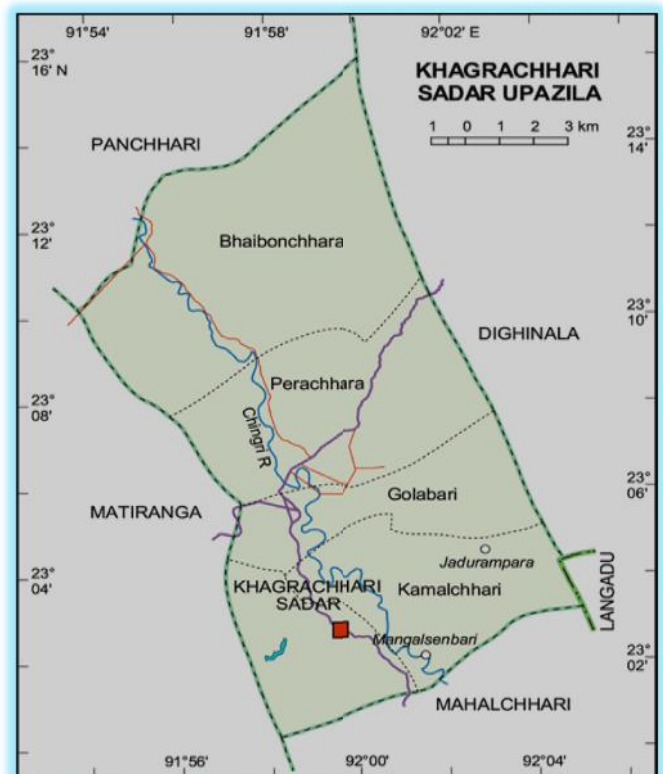 91°54′ 91°58′ 92°02′ E
23°
16′ N
KHAGRACHHARI
SADAR UPAZILA
1 0 1 2 3 km
23°
14′
PANCHHARI
23°
12′
Bhaibonchhara
23°
10′
DIGHINALA
Perachhara
23°
08′
Chingri R
23°
06′
Golabari
MATIRANGA
Jadurampara
23°
04′
KHAGRACHHARI
SADAR
Kamalchhari
LANGADU
Mangalsenbari
23°
02′
MAHALCHHARI
91°56′ 92°00′ 92°04′